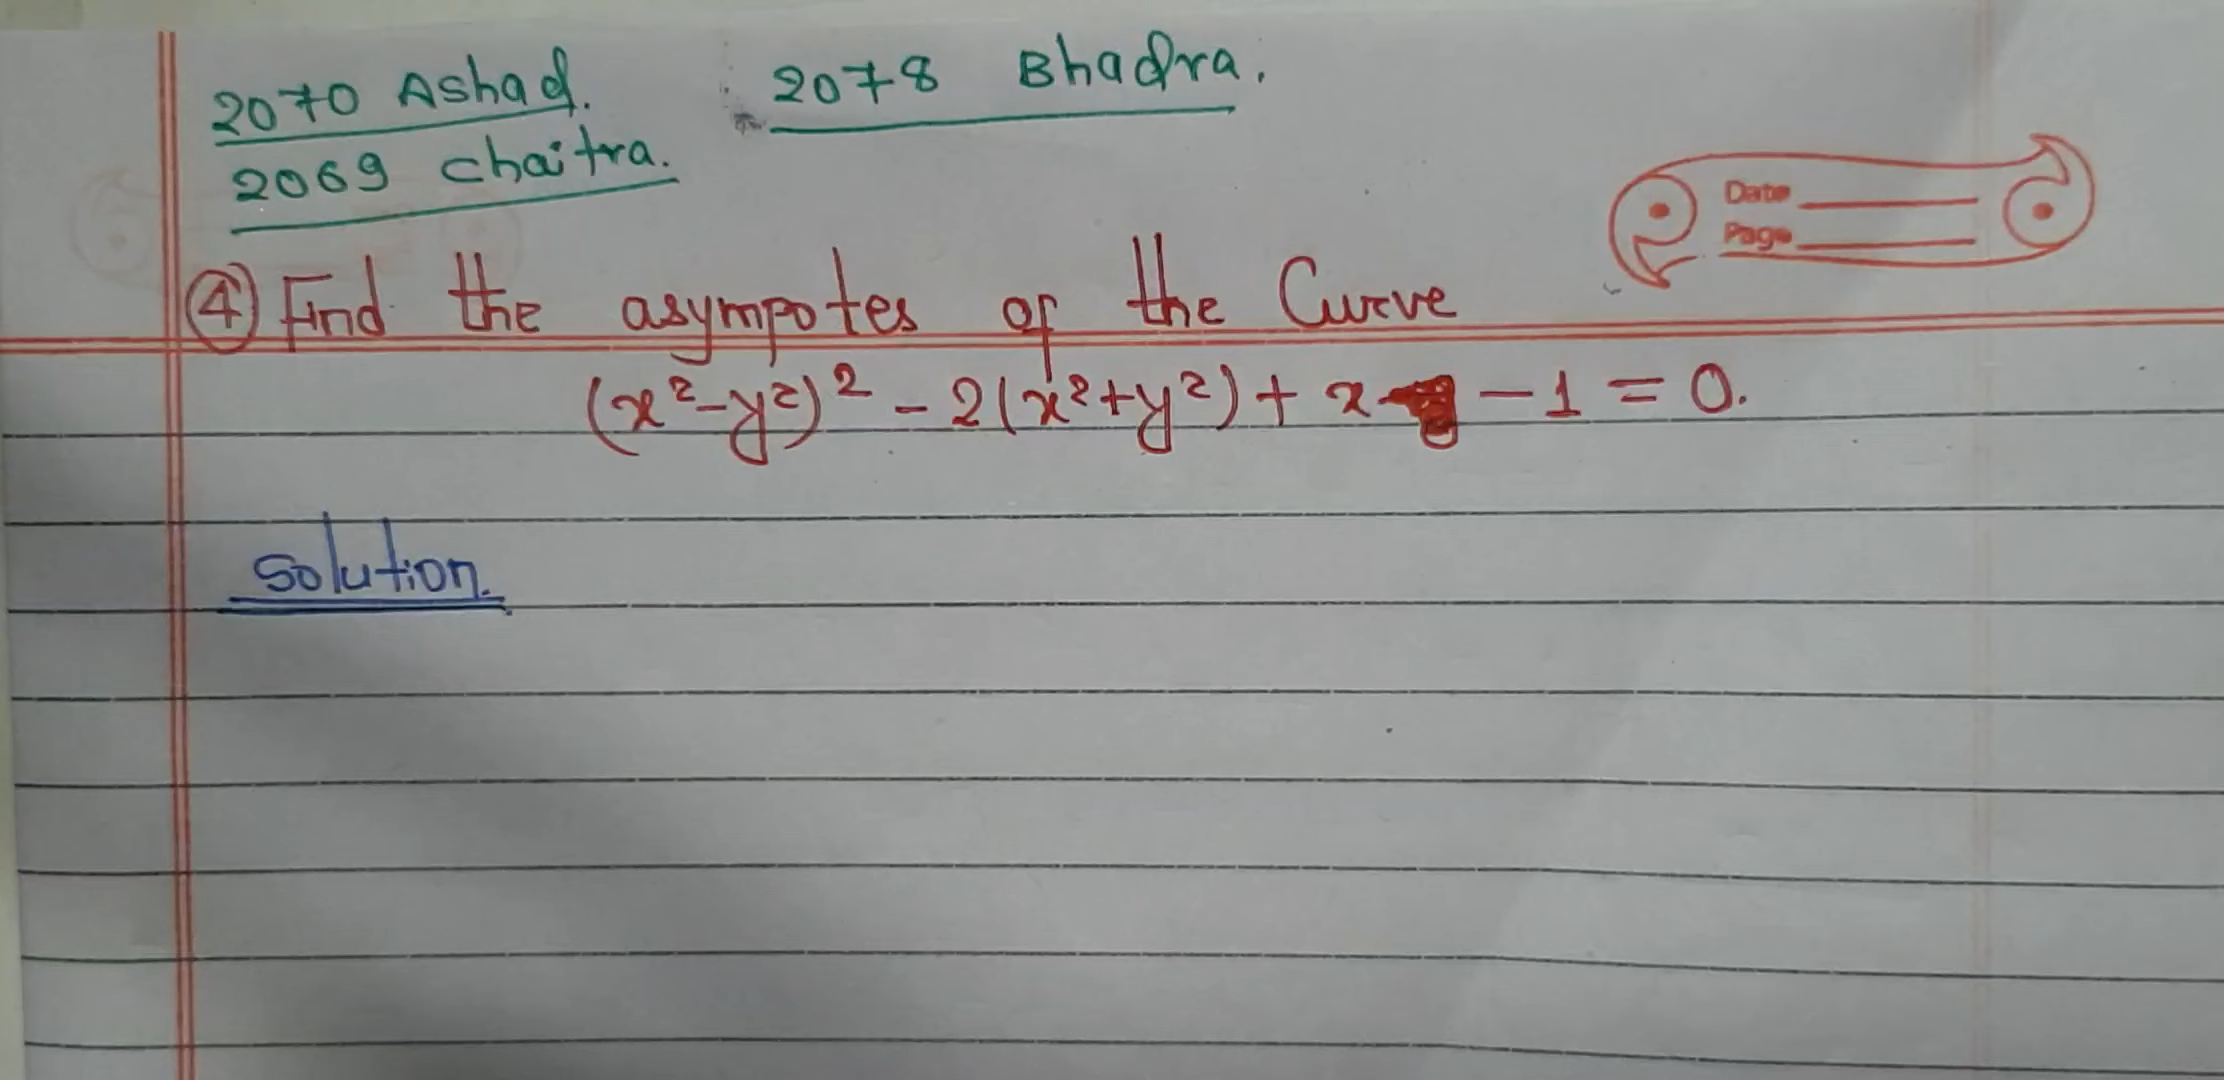 2070 Ashad. 2078 Bhadra.
2069 chaitra.
Date
Page
④ Find the asympotes of the Curve
(x²-y²)² - 2(x²+y²) + x - 1 = 0.
Solution.